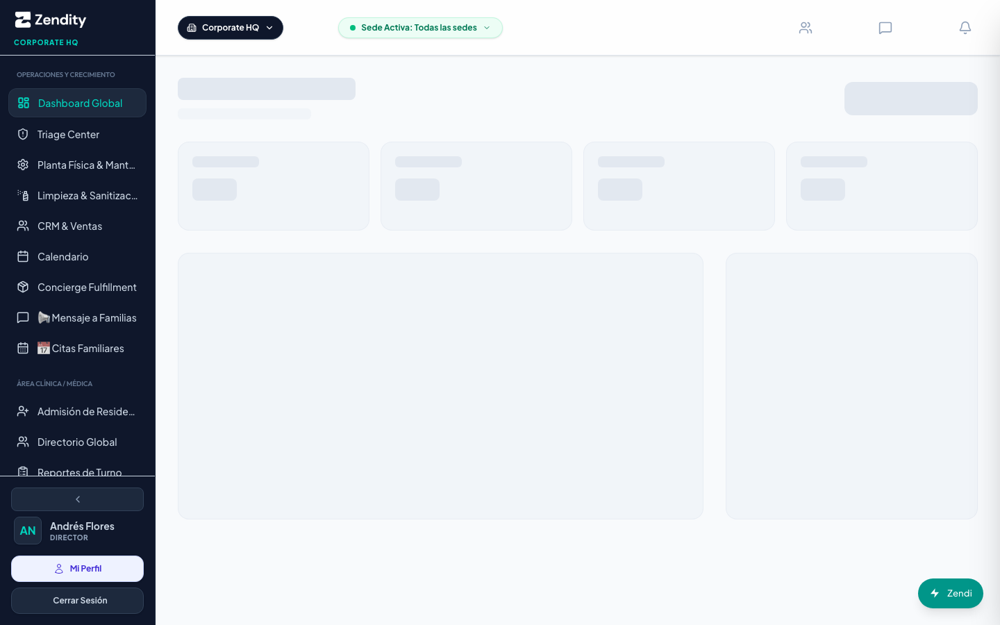 Zendity
CORPORATE HQ
OPERACIONES Y CRECIMIENTO
Dashboard Global
Triage Center
Planta Física & Mant...
Limpieza & Sanitizac...
CRM & Ventas
Calendario
Concierge Fulfillment
Mensaje a Familias
17 Citas Familiares
ÁREA CLÍNICA / MÉDICA
Admisión de Reside...
Directorio Global
Reportes de Turno
AN
Andrés Flores
DIRECTOR
Mi Perfil
Cerrar Sesión
Corporate HQ
Sede Activa: Todas las sedes
Zendi